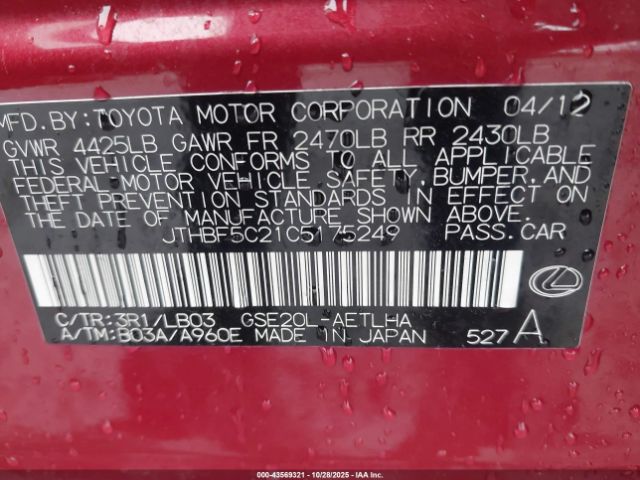 MFD. BY: TOYOTA MOTOR CORPORATION 04/12
GVWR 4425LB GAWR FR 2470LB RR 2430LB
THIS VEHICLE CONFORMS TO ALL APPLICABLE
FEDERAL MOTOR VEHICLE SAFETY, BUMPER, AND
THEFT PREVENTION STANDARDS IN EFFECT ON
THE DATE OF MANUFACTURE SHOWN ABOVE.
JTHBF5C21C5175249 PASS. CAR
C/TR: 3R1/LB03 GSE20L-AETLHA
A/TM: B03A/A960E MADE IN JAPAN 527 A
000-43569321 | 10/28/2025 | IAAI.COM